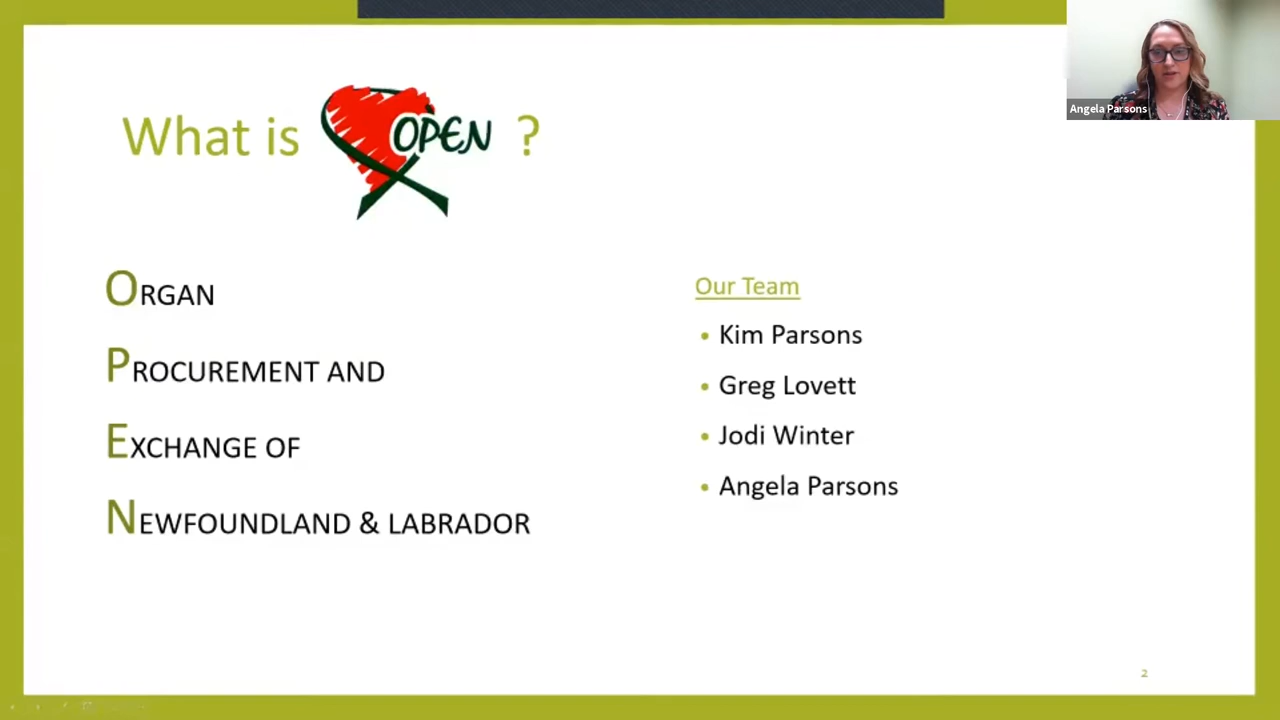 What is OPEN ?
ORGAN
PROCUREMENT AND
EXCHANGE OF
NEWFOUNDLAND & LABRADOR
Our Team
• Kim Parsons
• Greg Lovett
• Jodi Winter
• Angela Parsons
Angela Parsons
2